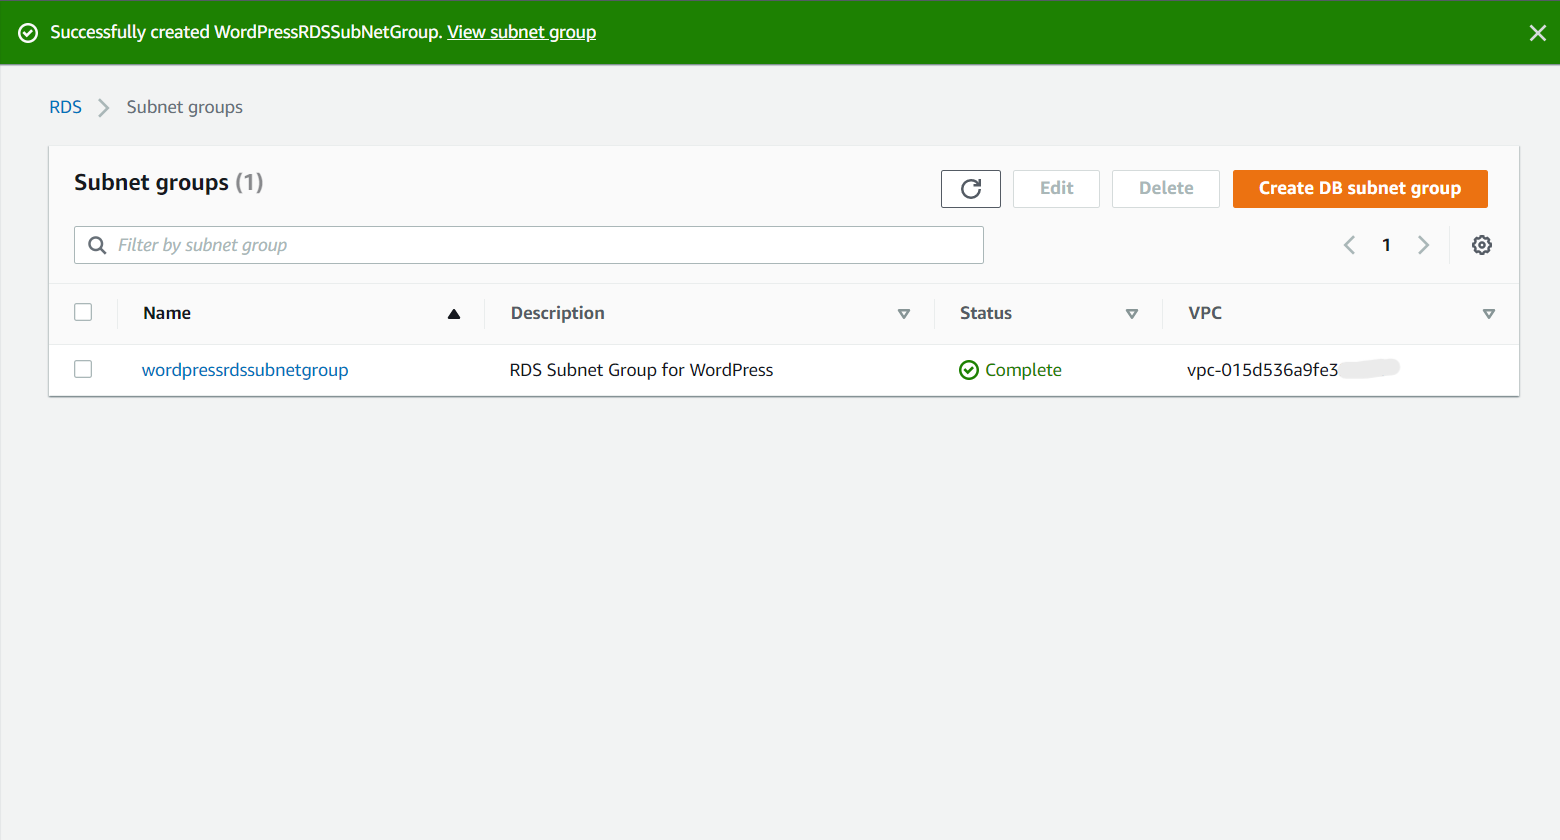 Successfully created WordPressRDSSubNetGroup. View subnet group
RDS Subnet groups
Subnet groups (1)
Edit Delete Create DB subnet group
Filter by subnet group
1
Name Description Status VPC
wordpressrdssubnetgroup RDS Subnet Group for WordPress Complete vpc-015d536a9fe3